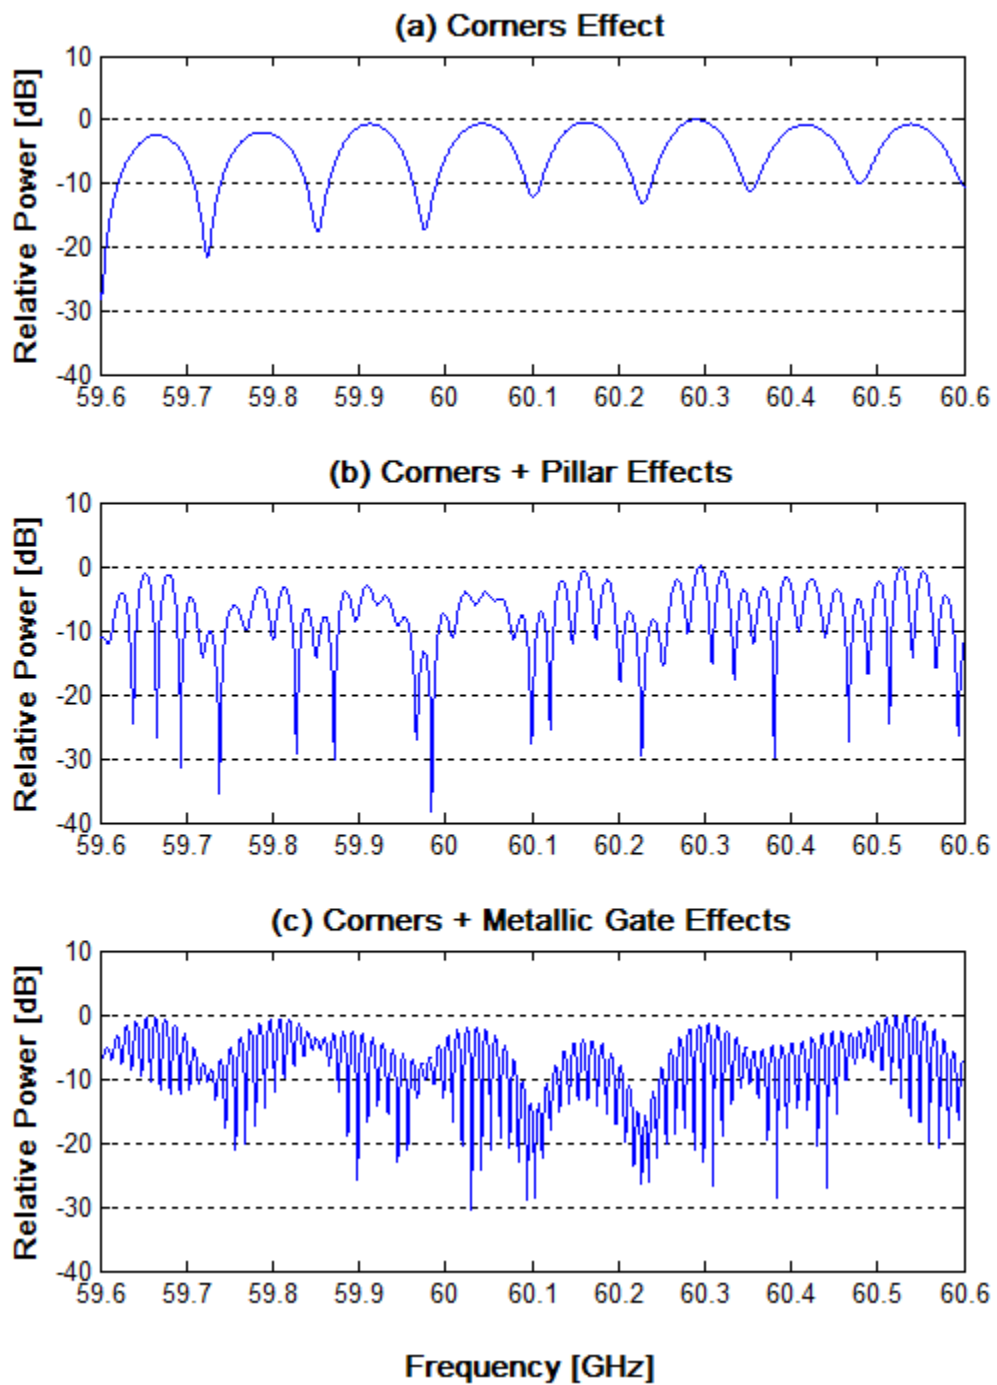 (a) Corners Effect
Relative Power [dB]
10
0
-10
-20
-30
-40
59.6 59.7 59.8 59.9 60 60.1 60.2 60.3 60.4 60.5 60.6
(b) Corners + Pillar Effects
Relative Power [dB]
10
0
-10
-20
-30
-40
59.6 59.7 59.8 59.9 60 60.1 60.2 60.3 60.4 60.5 60.6
(c) Corners + Metallic Gate Effects
Relative Power [dB]
10
0
-10
-20
-30
-40
59.6 59.7 59.8 59.9 60 60.1 60.2 60.3 60.4 60.5 60.6
Frequency [GHz]